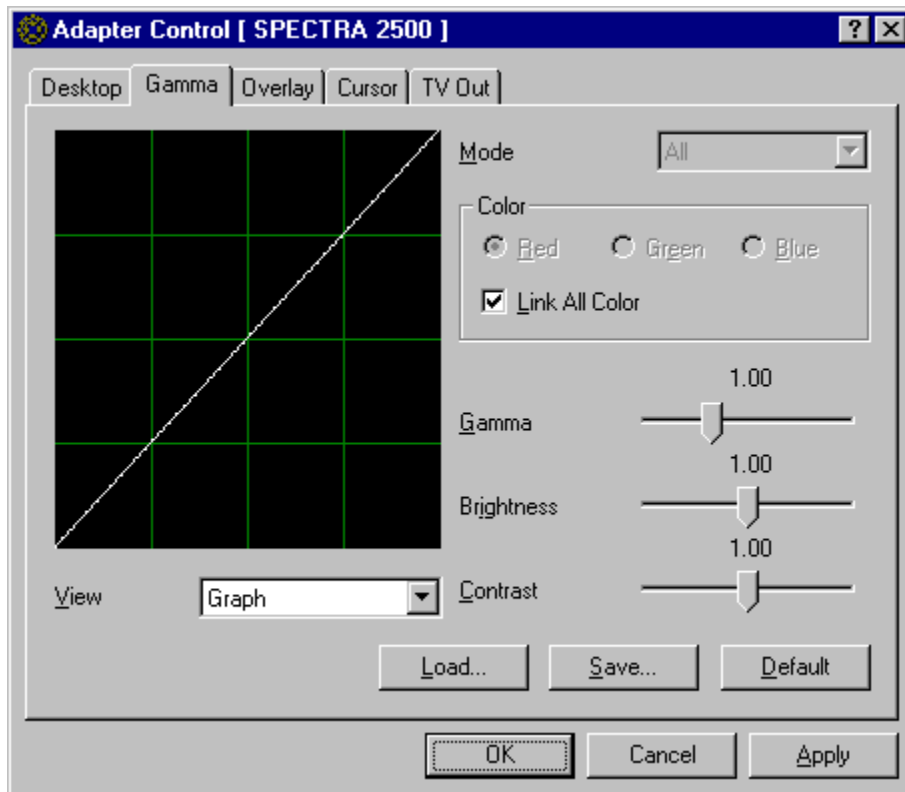 Adapter Control [ SPECTRA 2500 ]
Desktop Gamma Overlay Cursor TV Out
Mode All
Color
Red Green Blue
Link All Color
1.00
Gamma
1.00
Brightness
1.00
Contrast
View Graph
Load... Save... Default
OK Cancel Apply